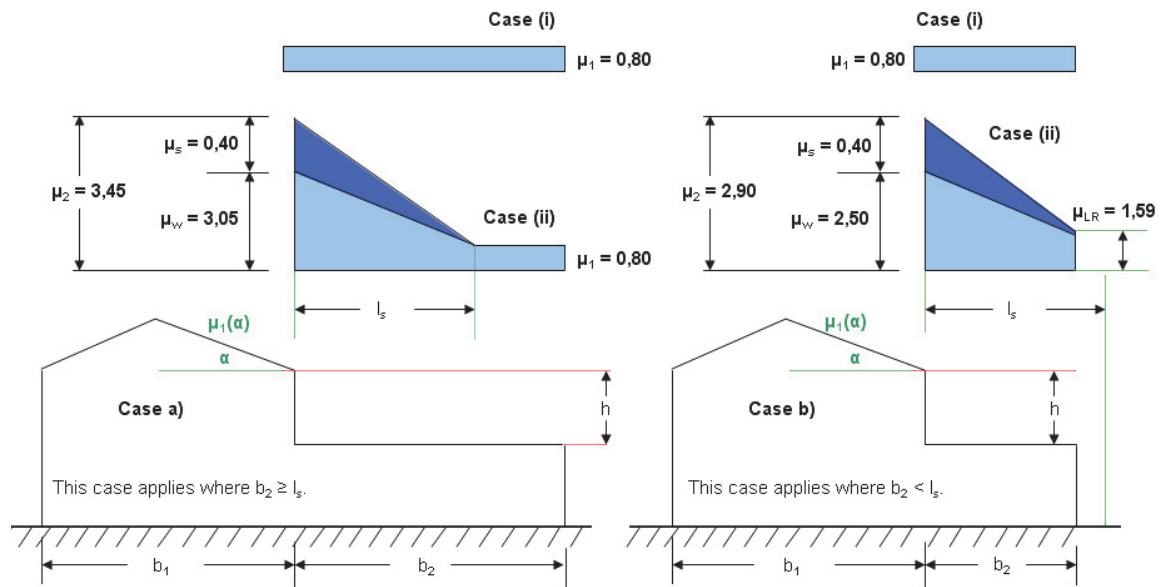 Case (i)
μ₁ = 0,80
μₛ = 0,40
μ₂ = 3,45
μw = 3,05
Case (ii)
μ₁ = 0,80
lₛ
μ₁(α)
α
Case a)
h
This case applies where b₂ ≥ lₛ.
b₁
b₂
Case (i)
μ₁ = 0,80
Case (ii)
μₛ = 0,40
μ₂ = 2,90
μw = 2,50
μLR = 1,59
lₛ
μ₁(α)
α
Case b)
h
This case applies where b₂ < lₛ.
b₁
b₂